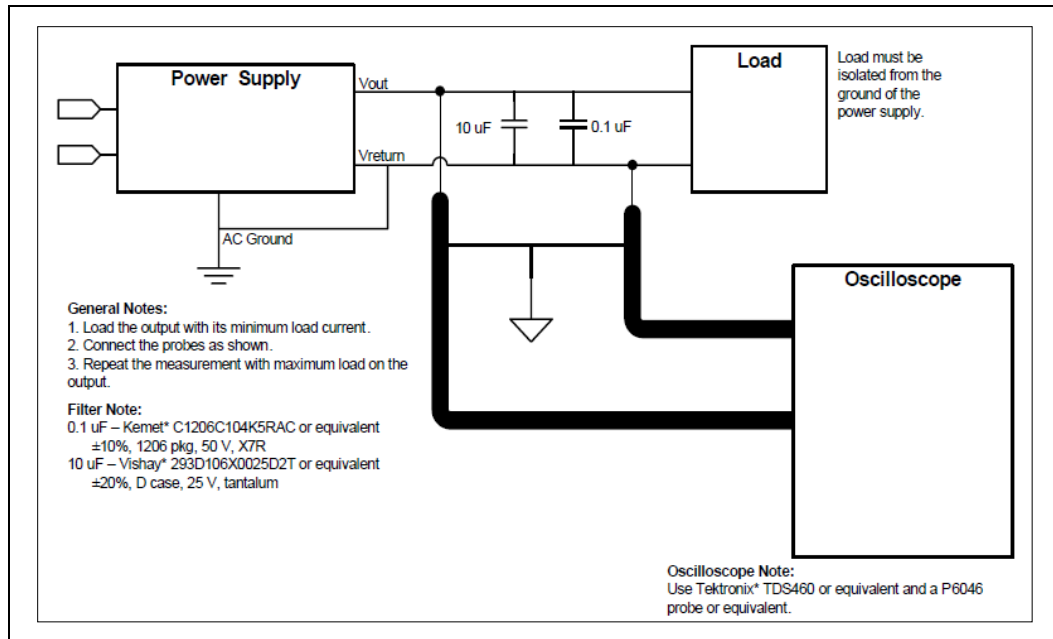 Power Supply
Vout
Vreturn
AC Ground
10 uF
0.1 uF
Load
Load must be
isolated from the
ground of the
power supply.
Oscilloscope
General Notes:
1. Load the output with its minimum load current.
2. Connect the probes as shown.
3. Repeat the measurement with maximum load on the
output.
Filter Note:
0.1 uF – Kemet* C1206C104K5RAC or equivalent
±10%, 1206 pkg, 50 V, X7R
10 uF – Vishay* 293D106X0025D2T or equivalent
±20%, D case, 25 V, tantalum
Oscilloscope Note:
Use Tektronix* TDS460 or equivalent and a P6046
probe or equivalent.